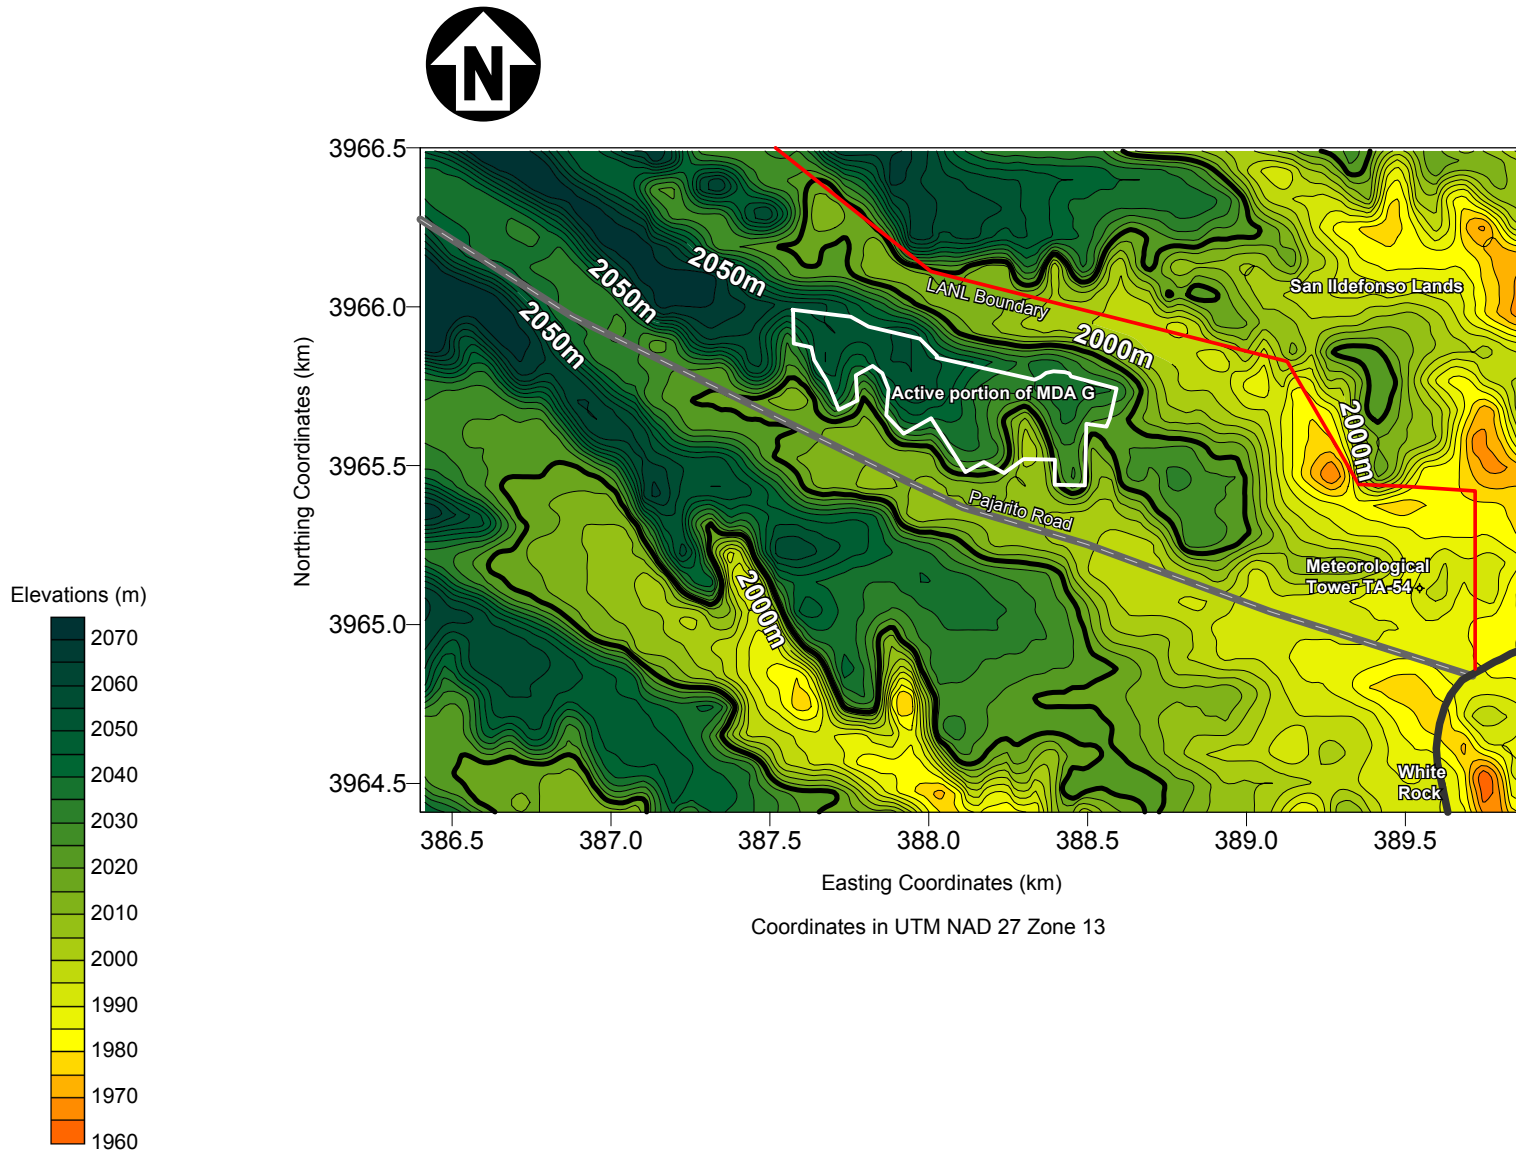 N
3966.5
3966.0
3965.5
3965.0
3964.5
Northing Coordinates (km)
2050m
2050m
2050m
LANL Boundary
2000m
San Ildefonso Lands
Active portion of MDA G
2000m
Pajarito Road
Meteorological
Tower TA-54
2000m
White
Rock
386.5
387.0
387.5
388.0
388.5
389.0
389.5
Easting Coordinates (km)
Coordinates in UTM NAD 27 Zone 13
Elevations (m)
2070
2060
2050
2040
2030
2020
2010
2000
1990
1980
1970
1960